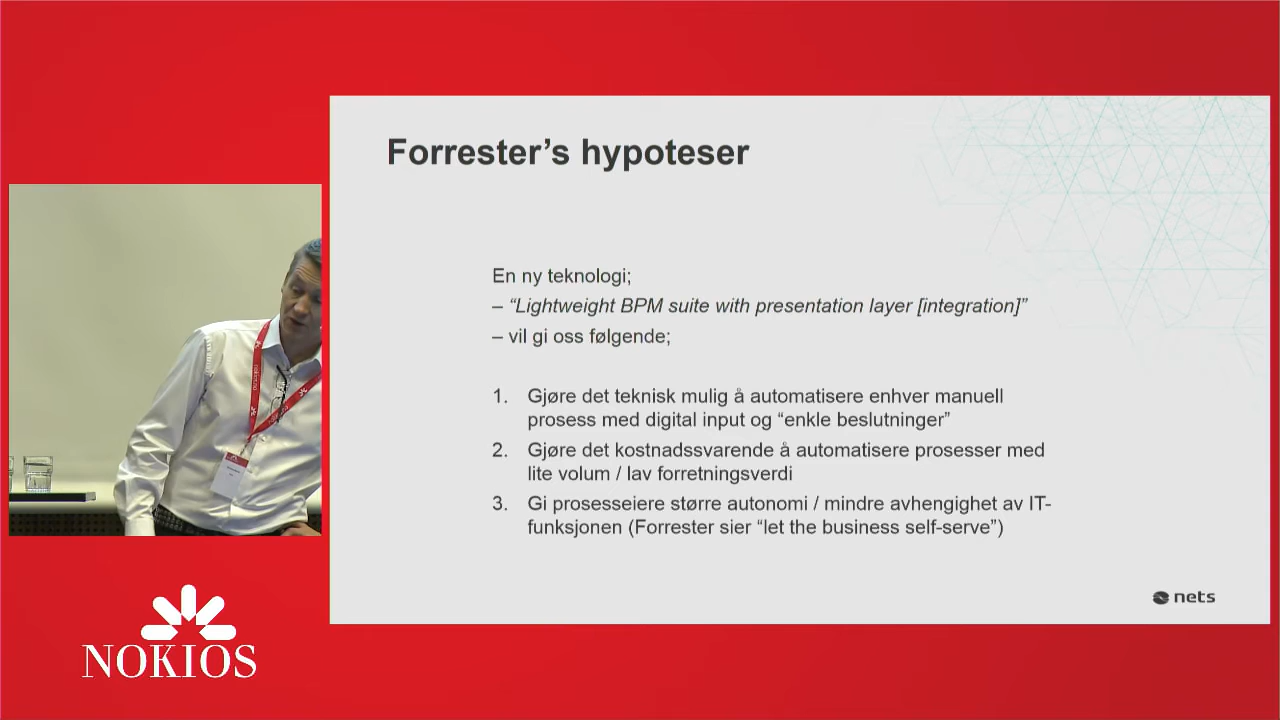 Forrester’s hypoteser
En ny teknologi;
– “Lightweight BPM suite with presentation layer [integration]”
– vil gi oss følgende;
1. Gjøre det teknisk mulig å automatisere enhver manuell
prosess med digital input og “enkle beslutninger”
2. Gjøre det kostnadssvarende å automatisere prosesser med
lite volum / lav forretningsverdi
3. Gi prosesseiere større autonomi / mindre avhengighet av IT-
funksjonen (Forrester sier “let the business self-serve”)
nets
NOKIOS